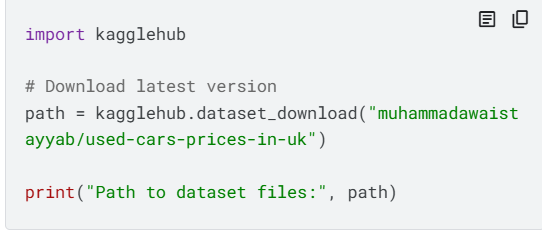 import kagglehub
# Download latest version
path = kagglehub.dataset_download("muhammadawaist
ayyab/used-cars-prices-in-uk")
print("Path to dataset files:", path)